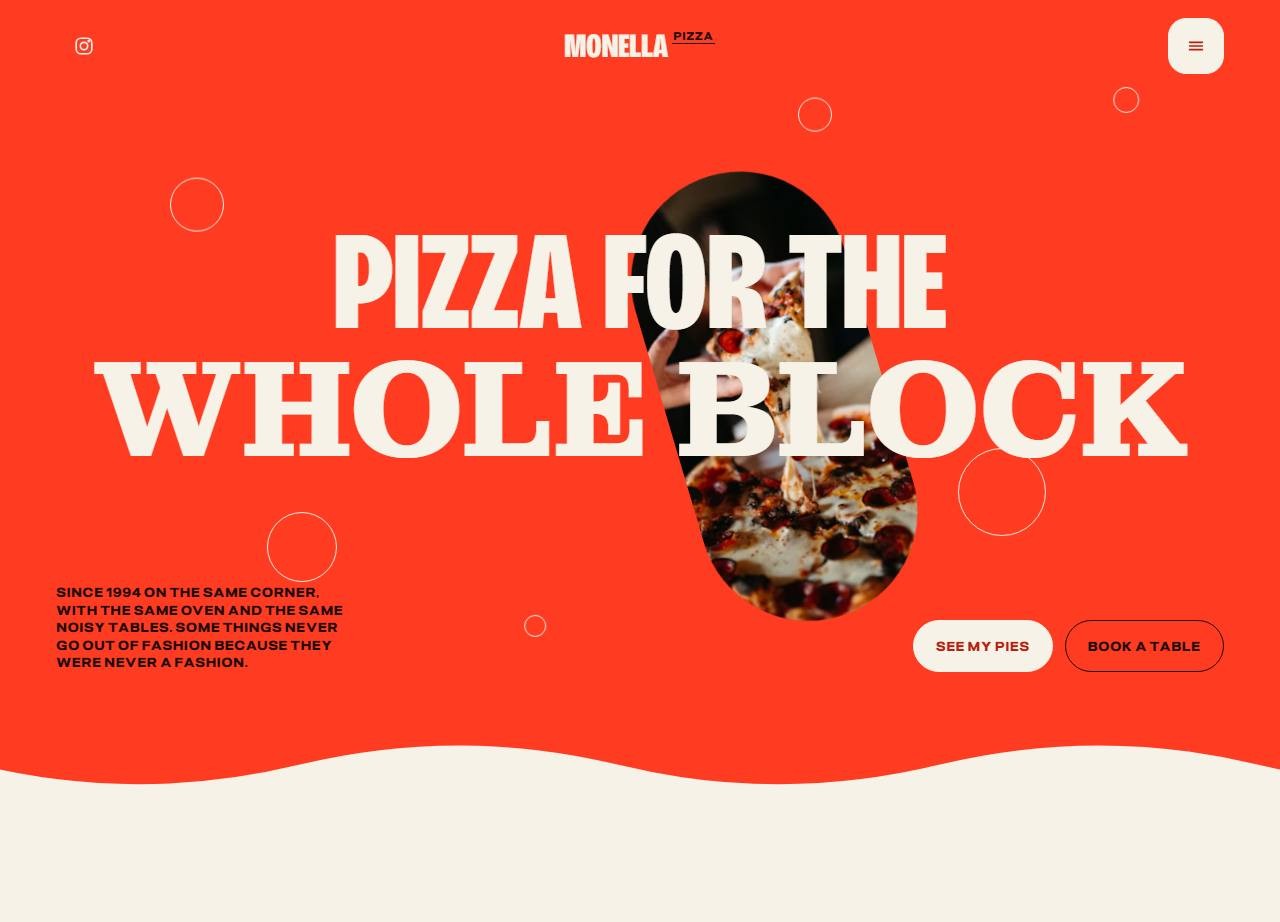 MONELLA PIZZA
PIZZA FOR THE
WHOLE BLOCK
SINCE 1994 ON THE SAME CORNER,
WITH THE SAME OVEN AND THE SAME
NOISY TABLES. SOME THINGS NEVER
GO OUT OF FASHION BECAUSE THEY
WERE NEVER A FASHION.
SEE MY PIES
BOOK A TABLE